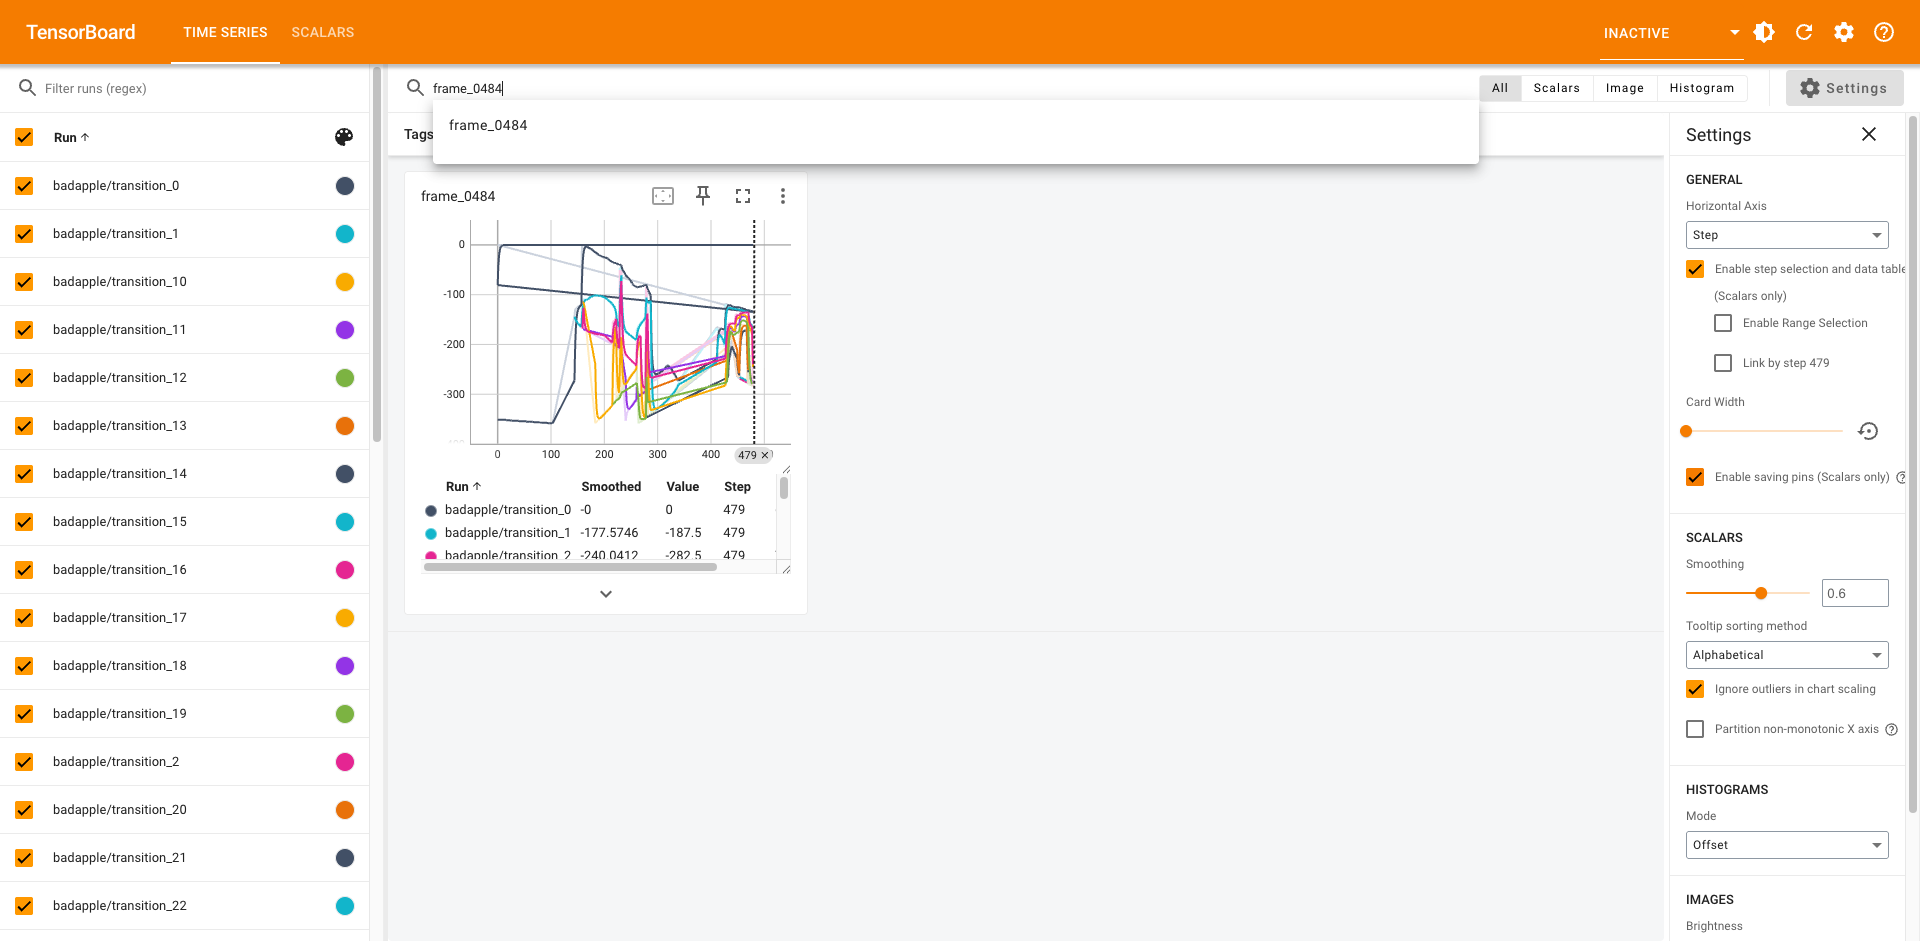 TensorBoard
TIME SERIES
SCALARS
INACTIVE
Filter runs (regex)
frame_0484
All
Scalars
Image
Histogram
Settings
frame_0484
Run
Tags
Settings
badapple/transition_0
badapple/transition_1
badapple/transition_10
badapple/transition_11
badapple/transition_12
badapple/transition_13
badapple/transition_14
badapple/transition_15
badapple/transition_16
badapple/transition_17
badapple/transition_18
badapple/transition_19
badapple/transition_2
badapple/transition_20
badapple/transition_21
badapple/transition_22
frame_0484
0
-100
-200
-300
0 100 200 300 400 479
Run Smoothed Value Step
badapple/transition_0 -0 0 479
badapple/transition_1 -177.5746 -187.5 479
badapple/transition_2 -240.0412 -282.5 479
GENERAL
Horizontal Axis
Step
Enable step selection and data table
(Scalars only)
Enable Range Selection
Link by step 479
Card Width
Enable saving pins (Scalars only)
SCALARS
Smoothing
0.6
Tooltip sorting method
Alphabetical
Ignore outliers in chart scaling
Partition non-monotonic X axis
HISTOGRAMS
Mode
Offset
IMAGES
Brightness